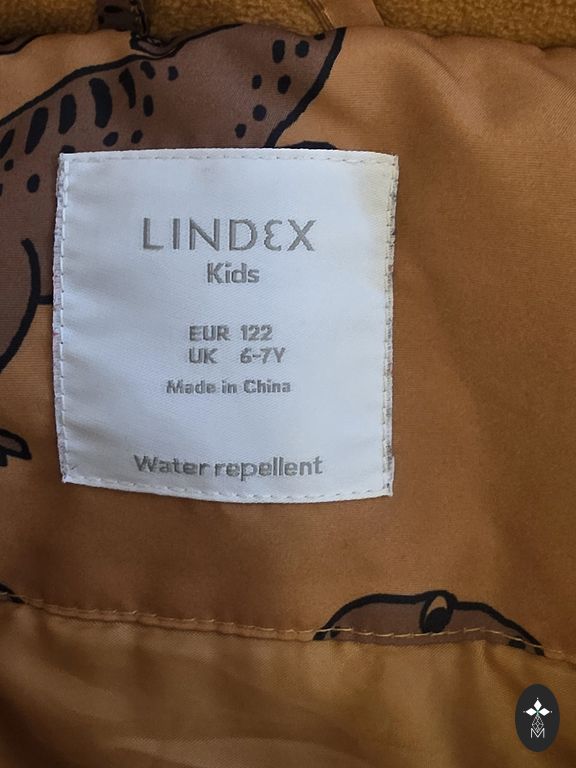 LINDEX
Kids
EUR 122
UK 6-7Y
Made in China
Water repellent
M